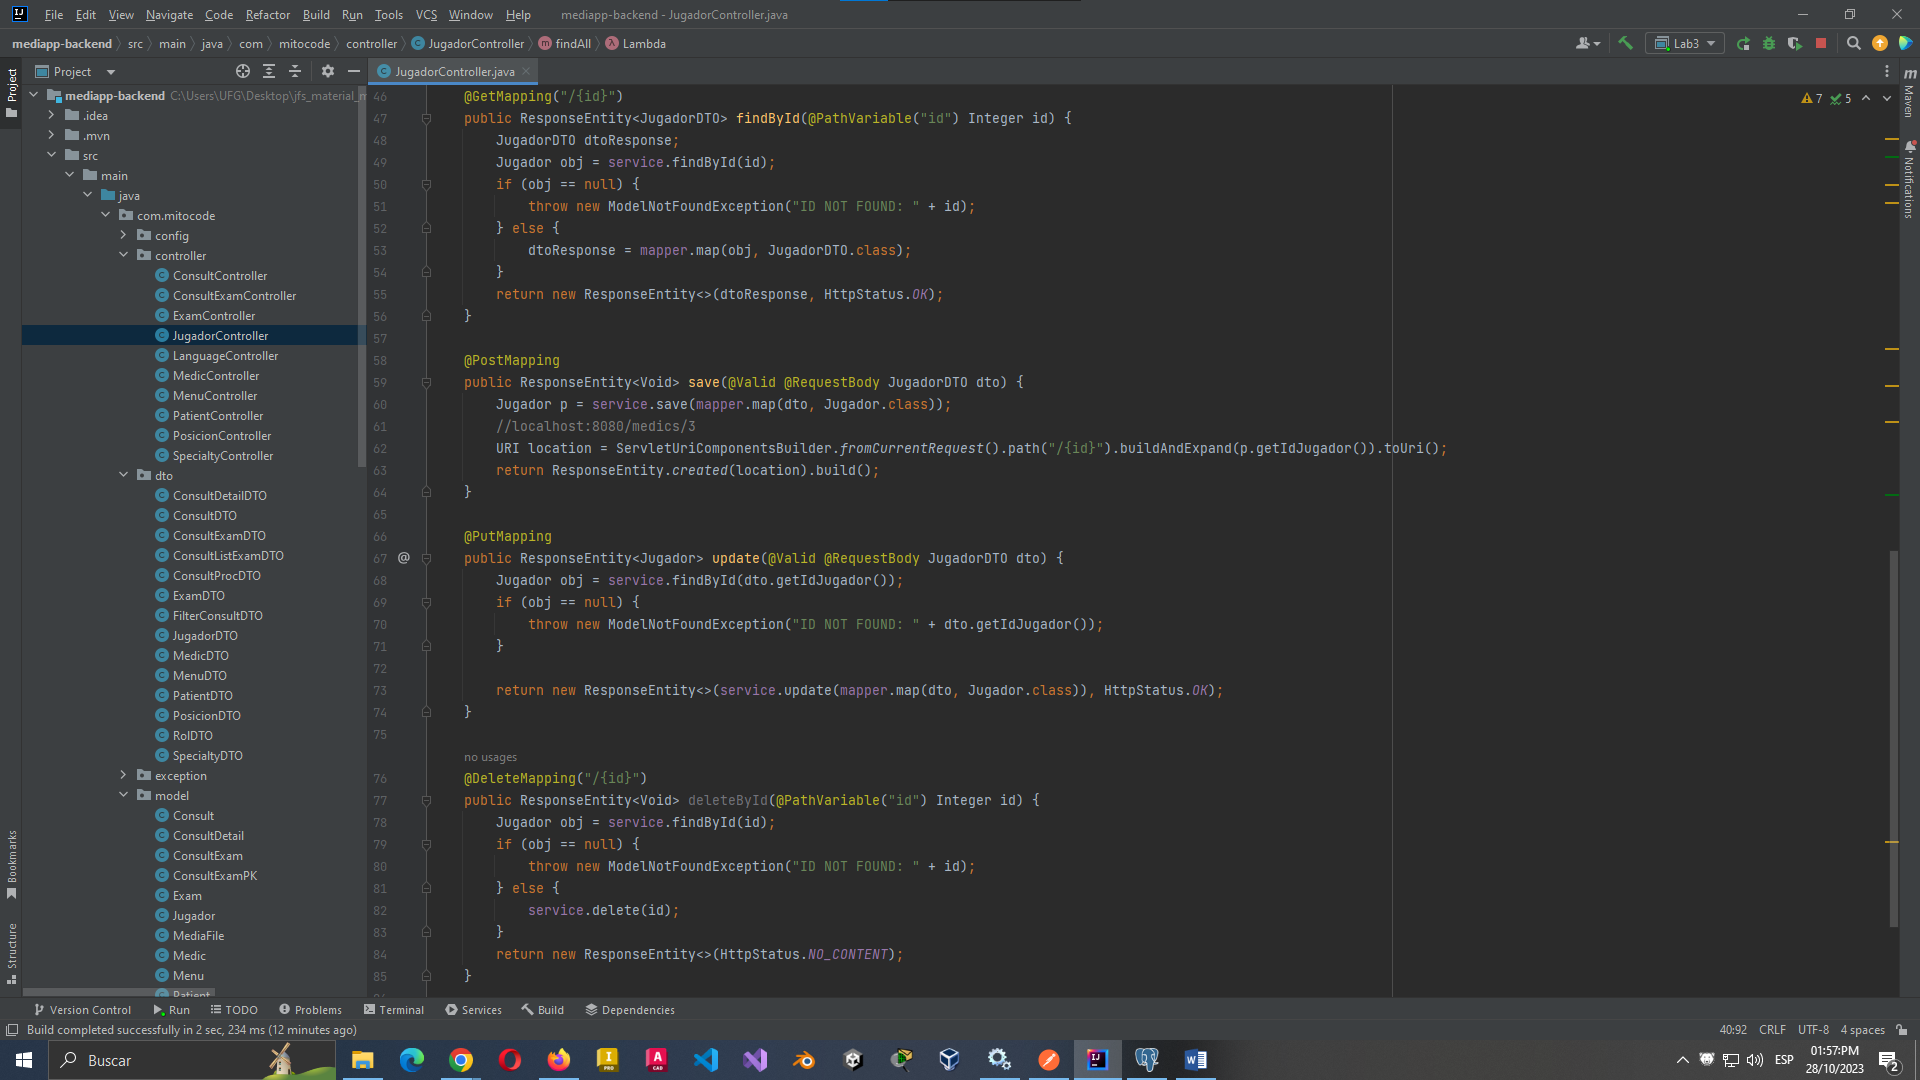 File Edit View Navigate Code Refactor Build Run Tools VCS Window Help mediapp-backend - JugadorController.java
mediapp-backend src main java com mitocode controller JugadorController findAll Lambda Lab3
Project JugadorController.java
mediapp-backend C:\Users\UFG\Desktop\jfs_material_m
.idea
.mvn
src
main
java
com.mitocode
config
controller
ConsultController
ConsultExamController
ExamController
JugadorController
LanguageController
MedicController
MenuController
PatientController
PosicionController
SpecialtyController
dto
ConsultDetailDTO
ConsultDTO
ConsultExamDTO
ConsultListExamDTO
ConsultProcDTO
ExamDTO
FilterConsultDTO
JugadorDTO
MedicDTO
MenuDTO
PatientDTO
PosicionDTO
RolDTO
SpecialtyDTO
exception
model
Consult
ConsultDetail
ConsultExam
ConsultExamPK
Exam
Jugador
MediaFile
Medic
Menu
Patient
Project
Bookmarks
Structure
46 @GetMapping("/{id}")
47 public ResponseEntity<JugadorDTO> findById(@PathVariable("id") Integer id) {
48 JugadorDTO dtoResponse;
49 Jugador obj = service.findById(id);
50 if (obj == null) {
51 throw new ModelNotFoundException("ID NOT FOUND: " + id);
52 } else {
53 dtoResponse = mapper.map(obj, JugadorDTO.class);
54 }
55 return new ResponseEntity<>(dtoResponse, HttpStatus.OK);
56 }
57
58 @PostMapping
59 public ResponseEntity<Void> save(@Valid @RequestBody JugadorDTO dto) {
60 Jugador p = service.save(mapper.map(dto, Jugador.class));
61 //localhost:8080/medics/3
62 URI location = ServletUriComponentsBuilder.fromCurrentRequest().path("/{id}").buildAndExpand(p.getIdJugador()).toUri();
63 return ResponseEntity.created(location).build();
64 }
65
66 @PutMapping
67 @ public ResponseEntity<Jugador> update(@Valid @RequestBody JugadorDTO dto) {
68 Jugador obj = service.findById(dto.getIdJugador());
69 if (obj == null) {
70 throw new ModelNotFoundException("ID NOT FOUND: " + dto.getIdJugador());
71 }
72
73 return new ResponseEntity<>(service.update(mapper.map(dto, Jugador.class)), HttpStatus.OK);
74 }
75
no usages
76 @DeleteMapping("/{id}")
77 public ResponseEntity<Void> deleteById(@PathVariable("id") Integer id) {
78 Jugador obj = service.findById(id);
79 if (obj == null) {
80 throw new ModelNotFoundException("ID NOT FOUND: " + id);
81 } else {
82 service.delete(id);
83 }
84 return new ResponseEntity<>(HttpStatus.NO_CONTENT);
85 }
7 5
Maven
Notifications
Version Control Run TODO Problems Terminal Services Build Dependencies
Build completed successfully in 2 sec, 234 ms (12 minutes ago) 40:92 CRLF UTF-8 4 spaces
Buscar ESP 01:57:PM
28/10/2023 2